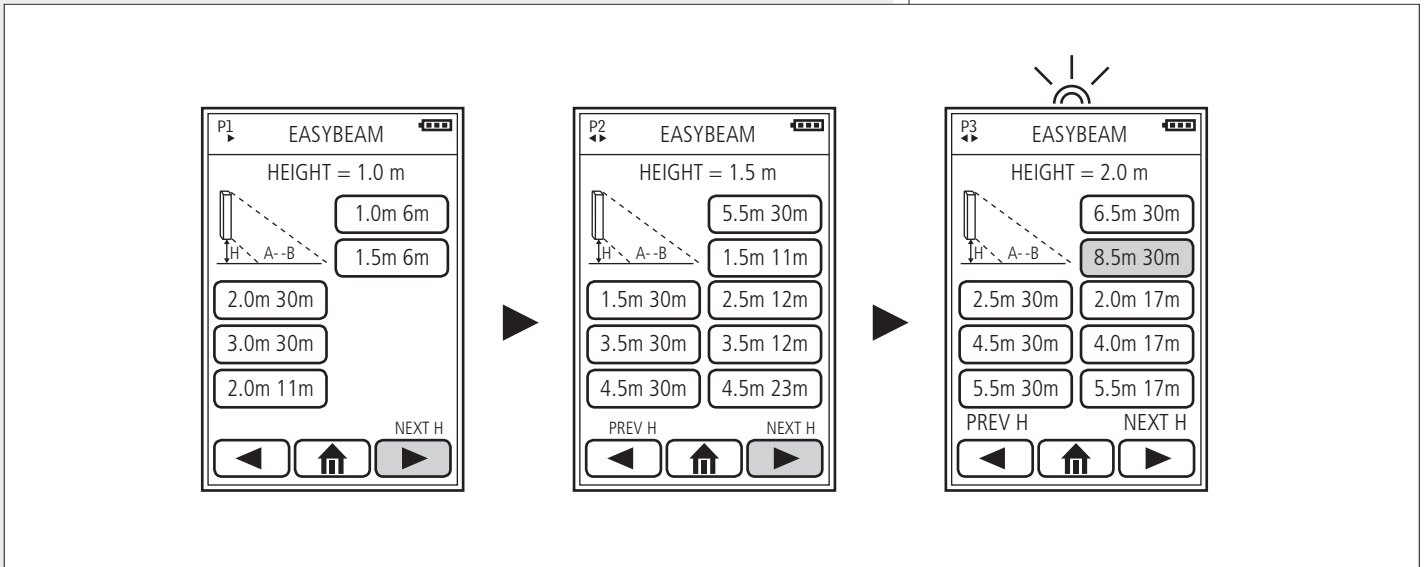 P1 EASYBEAM
HEIGHT = 1.0 m
1.0m 6m
H A--B 1.5m 6m
2.0m 30m
3.0m 30m
2.0m 11m
NEXT H
P2 EASYBEAM
HEIGHT = 1.5 m
5.5m 30m
H A--B 1.5m 11m
1.5m 30m 2.5m 12m
3.5m 30m 3.5m 12m
4.5m 30m 4.5m 23m
PREV H NEXT H
P3 EASYBEAM
HEIGHT = 2.0 m
6.5m 30m
H A--B 8.5m 30m
2.5m 30m 2.0m 17m
4.5m 30m 4.0m 17m
5.5m 30m 5.5m 17m
PREV H NEXT H